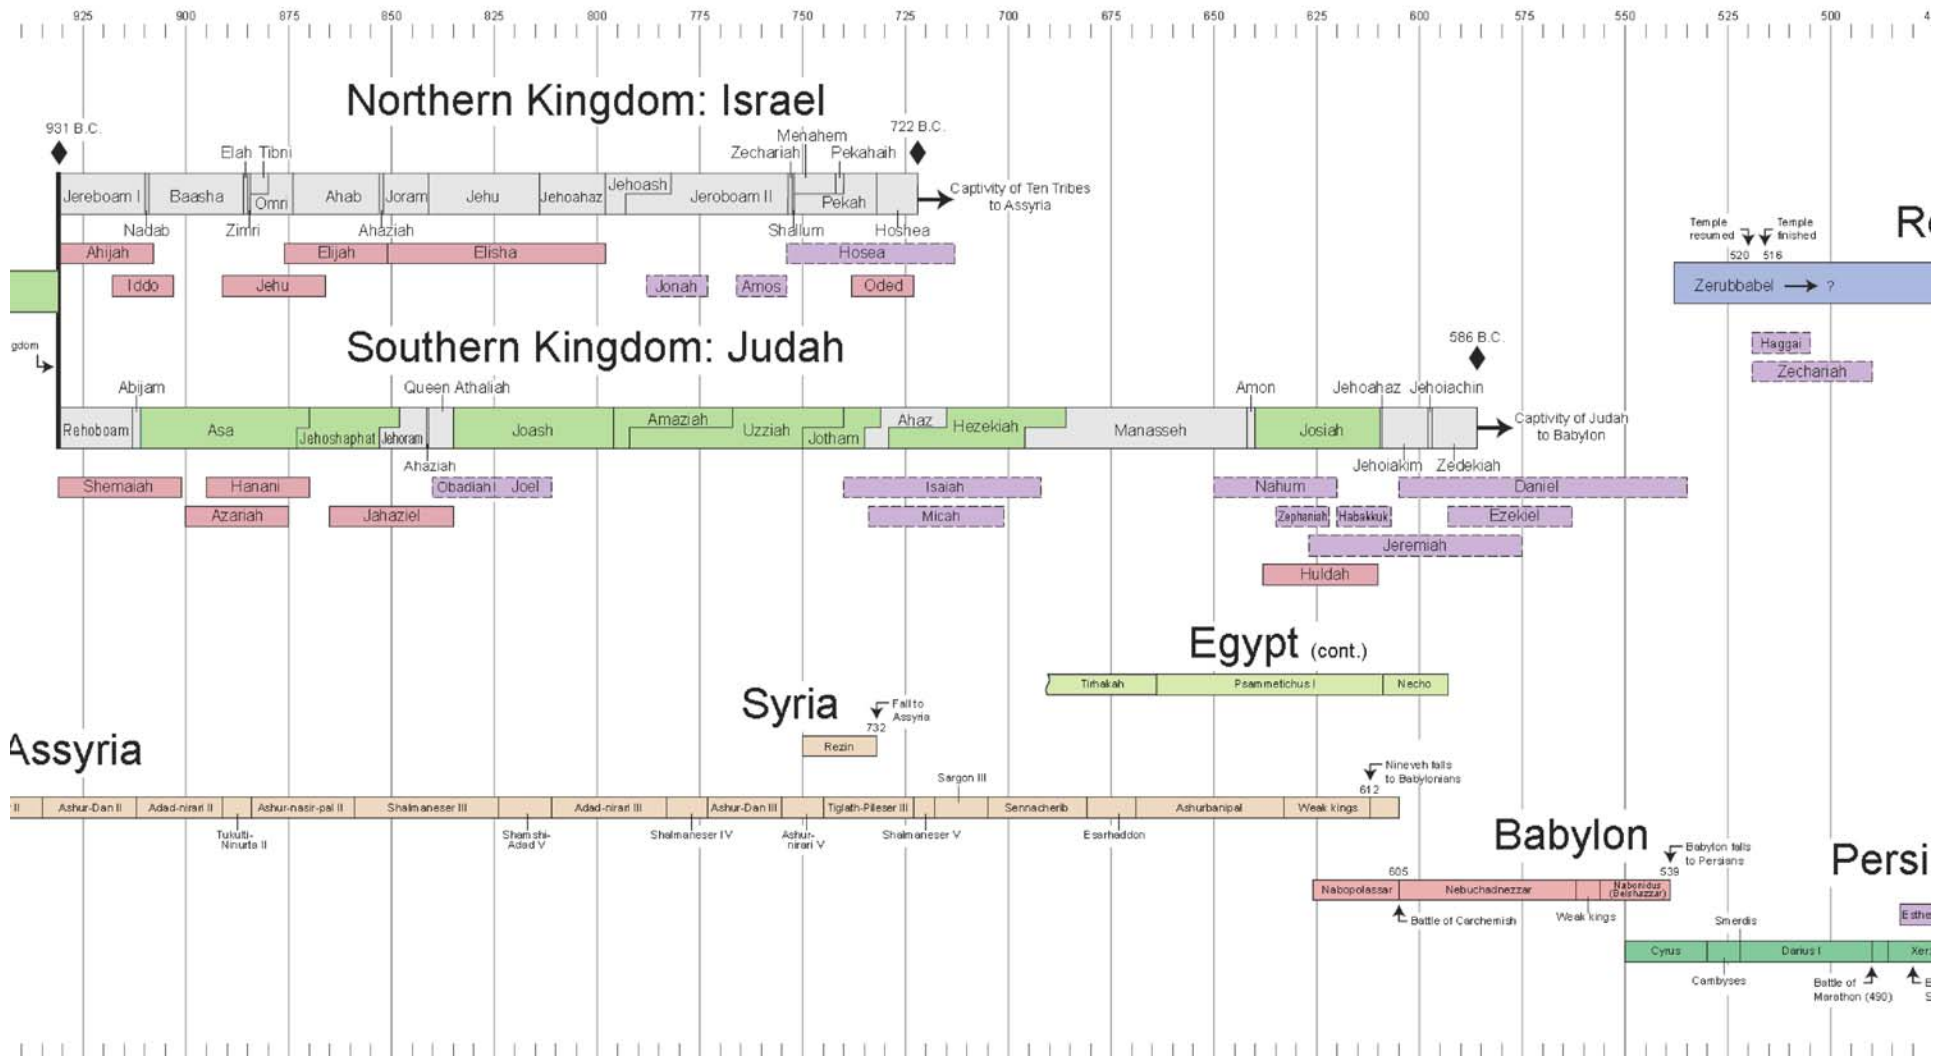 925 900 875 850 825 800 775 750 725 700 675 650 625 600 575 550 525 500 4
Northern Kingdom: Israel
931 B.C.
722 B.C.
Menahem
Elah Tibni
Zechariah
Pekahaih
Jereboam I
Baasha
Omri
Ahab
Joram
Jehu
Jehoahaz
Jehoash
Jeroboam II
Pekah
Captivity of Ten Tribes
to Assyria
Nadab
Zimri
Ahaziah
Shallum
Hoshea
Ahijah
Elijah
Elisha
Hosea
Iddo
Jehu
Jonah
Amos
Oded
Temple
resumed
Temple
finished
520
516
Re
Zerubbabel
?
Haggai
Zechariah
gdom
Southern Kingdom: Judah
586 B.C.
Abijam
Queen Athaliah
Amon
Jehoahaz
Jehoiachin
Rehoboam
Asa
Jehoshaphat
Jehoram
Joash
Amaziah
Uzziah
Jotham
Ahaz
Hezekiah
Manasseh
Josiah
Captivity of Judah
to Babylon
Ahaziah
Jehoiakim
Zedekiah
Shemaiah
Hanani
Obadiah
Joel
Isaiah
Nahum
Daniel
Azariah
Jahaziel
Micah
Zephaniah
Habakkuk
Ezekiel
Jeremiah
Huldah
Egypt (cont.)
Tirhakah
Psammetichus I
Necho
Syria
Fall to
Assyria
732
Rezin
Assyria
Sargon III
Nineveh falls
to Babylonians
612
r II
Ashur-Dan II
Adad-nirari II
Ashur-nasir-pal II
Shalmaneser III
Adad-nirari III
Ashur-Dan III
Tiglath-Pileser III
Sennacherib
Ashurbanipal
Weak kings
Tukulti-
Ninurta II
Shamshi-
Adad V
Shalmaneser IV
Ashur-
nirari V
Shalmaneser V
Esarhaddon
Babylon
Babylon falls
to Persians
605
539
Nabopolassar
Nebuchadnezzar
Nabonidus
(Belshazzar)
Battle of Carchemish
Weak kings
Persi
Esthe
Smerdis
Cyrus
Darius I
Xer
Cambyses
Battle of
Marathon (490)
B
S